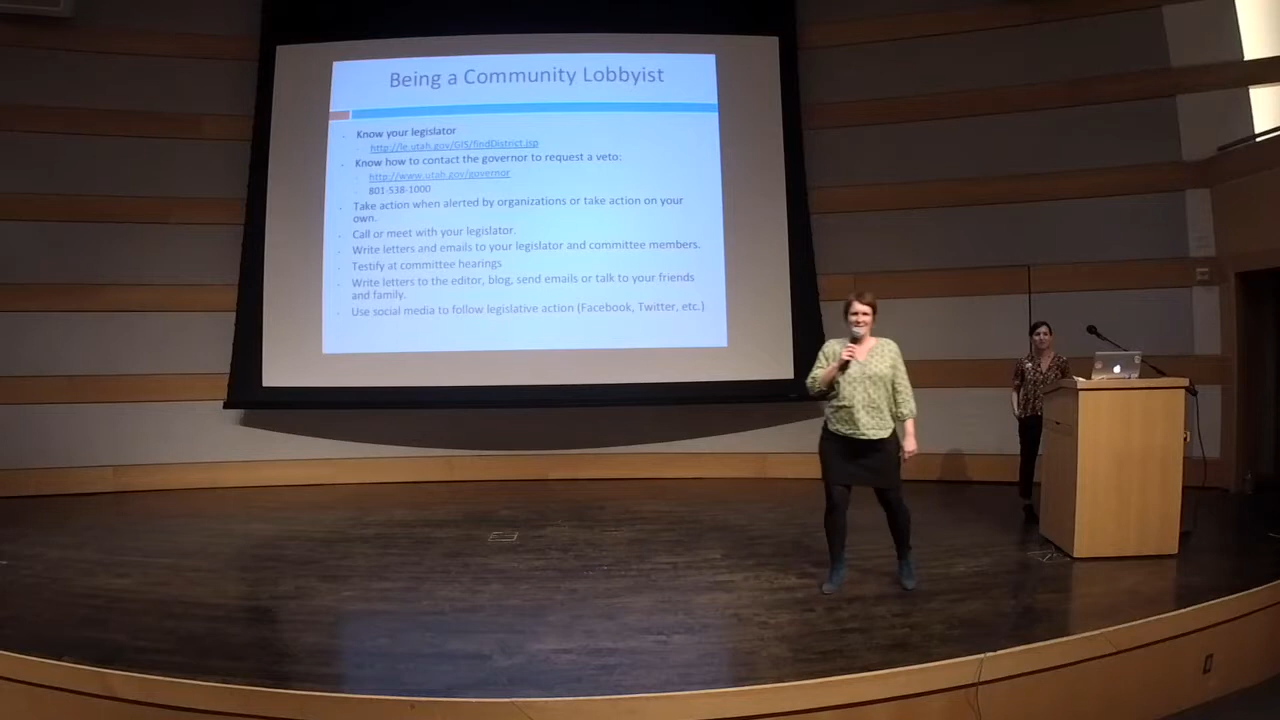 Being a Community Lobbyist
Know your legislator
http://le.utah.gov/GIS/findDistrict.jsp
Know how to contact the governor to request a veto:
http://www.utah.gov/governor
801-538-1000
Take action when alerted by organizations or take action on your
own.
Call or meet with your legislator.
Write letters and emails to your legislator and committee members.
Testify at committee hearings
Write letters to the editor, blog, send emails or talk to your friends
and family.
Use social media to follow legislative action (Facebook, Twitter, etc.)